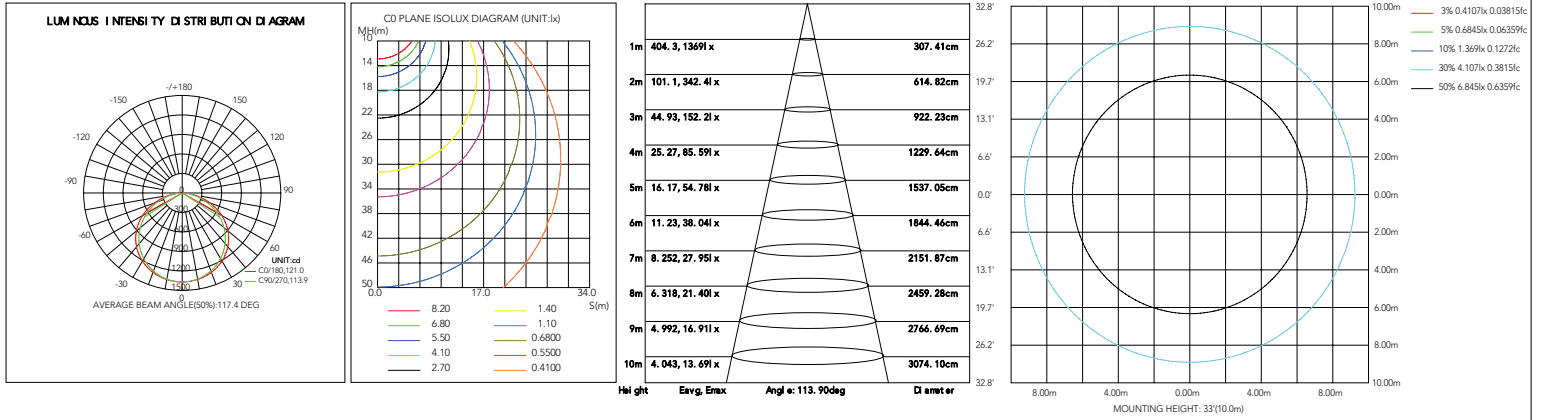 LUMINOUS INTENSITY DISTRIBUTION DIAGRAM
-/+180
-150
150
-120
120
-90
90
-60
60
-30
30
0
0
300
600
900
1200
1500
UNIT:cd
C0/180,121.0
C90/270,113.9
AVERAGE BEAM ANGLE(50%):117.4 DEG
C0 PLANE ISOLUX DIAGRAM (UNIT:lx)
MH(m)
10
14
18
22
26
30
34
38
42
46
50
0.0
17.0
34.0
S(m)
8.20
1.40
6.80
1.10
5.50
0.6800
4.10
0.5500
2.70
0.4100
1m 404.3,1369lx 307.41cm
2m 101.1,342.4lx 614.82cm
3m 44.93,152.2lx 922.23cm
4m 25.27,85.59lx 1229.64cm
5m 16.17,54.78lx 1537.05cm
6m 11.23,38.04lx 1844.46cm
7m 8.252,27.95lx 2151.87cm
8m 6.318,21.40lx 2459.28cm
9m 4.992,16.91lx 2766.69cm
10m 4.043,13.69lx 3074.10cm
Height Eavg,Emax Angle:113.90deg Diameter
32.8'
26.2'
19.7'
13.1'
6.6'
0.0'
6.6'
13.1'
19.7'
26.2'
32.8'
10.00m
8.00m
6.00m
4.00m
2.00m
0.00m
2.00m
4.00m
6.00m
8.00m
10.00m
8.00m
4.00m
0.00m
4.00m
8.00m
MOUNTING HEIGHT: 33'(10.0m)
3% 0.4107lx 0.03815fc
5% 0.6845lx 0.06359fc
10% 1.369lx 0.1272fc
30% 4.107lx 0.3815fc
50% 6.845lx 0.6359fc